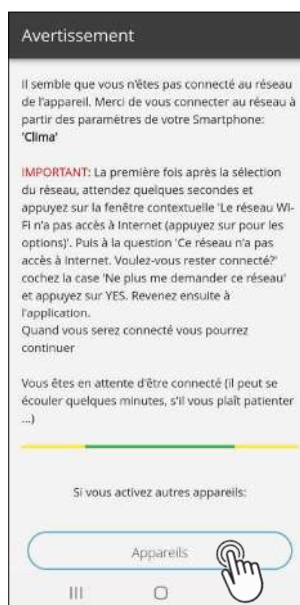 Avertissement
Il semble que vous n'êtes pas connecté au réseau
de l'appareil. Merci de vous connecter au réseau à
partir des paramètres de votre Smartphone:
'Clima'
IMPORTANT: La première fois après la sélection
du réseau, attendez quelques secondes et
appuyez sur la fenêtre contextuelle 'Le réseau Wi-
Fi n'a pas accès à Internet (appuyez sur pour les
options)'. Puis à la question 'Ce réseau n'a pas
accès à Internet. Voulez-vous rester connecté?'
cochez la case 'Ne plus me demander ce réseau'
et appuyez sur YES. Revenez ensuite à
l'application.
Quand vous serez connecté vous pourrez
continuer
Vous êtes en attente d'être connecté (il peut se
écouler quelques minutes, s'il vous plaît patienter
...)
Si vous activez autres appareils:
Appareils